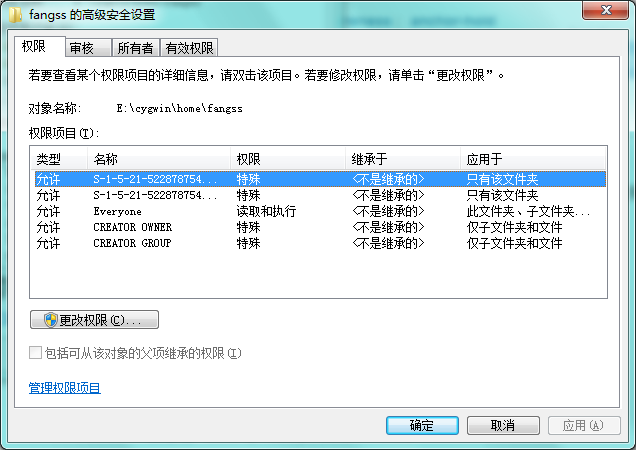 fangss 的高级安全设置
权限 审核 所有者 有效权限
若要查看某个权限项目的详细信息，请双击该项目。若要修改权限，请单击“更改权限”。
对象名称: E:\cygwin\home\fangss
权限项目(T):
类型 名称 权限 继承于 应用于
允许 S-1-5-21-522878754... 特殊 <不是继承的> 只有该文件夹
允许 S-1-5-21-522878754... 特殊 <不是继承的> 只有该文件夹
允许 Everyone 读取和执行 <不是继承的> 此文件夹、子文件夹...
允许 CREATOR OWNER 特殊 <不是继承的> 仅子文件夹和文件
允许 CREATOR GROUP 特殊 <不是继承的> 仅子文件夹和文件
更改权限(C)...
包括可从该对象的父项继承的权限(I)
管理权限项目
确定 取消 应用(A)